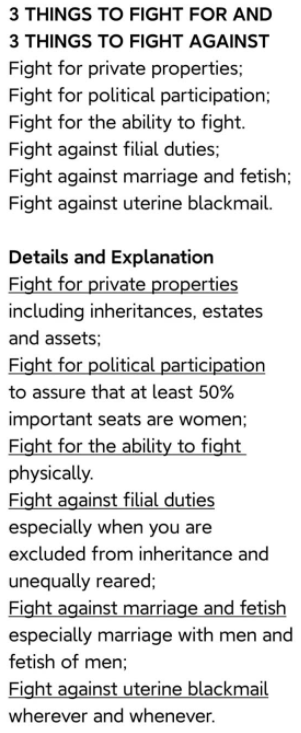 3 THINGS TO FIGHT FOR AND
3 THINGS TO FIGHT AGAINST
Fight for private properties;
Fight for political participation;
Fight for the ability to fight.
Fight against filial duties;
Fight against marriage and fetish;
Fight against uterine blackmail.
Details and Explanation
Fight for private properties
including inheritances, estates
and assets;
Fight for political participation
to assure that at least 50%
important seats are women;
Fight for the ability to fight
physically.
Fight against filial duties
especially when you are
excluded from inheritance and
unequally reared;
Fight against marriage and fetish
especially marriage with men and
fetish of men;
Fight against uterine blackmail
wherever and whenever.